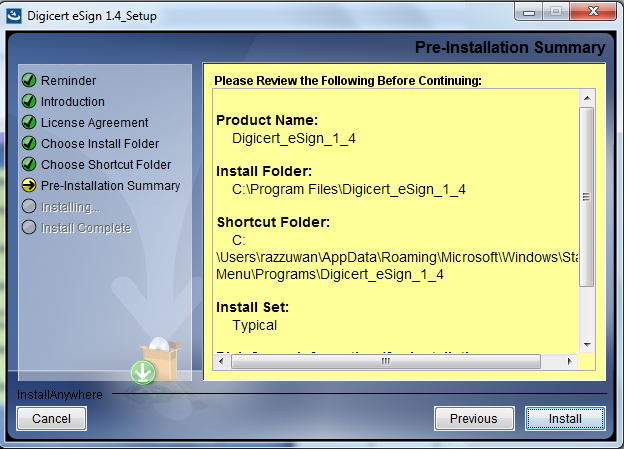 Digicert eSign 1.4_Setup
Pre-Installation Summary
Reminder
Introduction
License Agreement
Choose Install Folder
Choose Shortcut Folder
Pre-Installation Summary
Installing...
Install Complete
Please Review the Following Before Continuing:
Product Name:
Digicert_eSign_1_4
Install Folder:
C:\Program Files\Digicert_eSign_1_4
Shortcut Folder:
C:
\Users\razzuwan\AppData\Roaming\Microsoft\Windows\Sta
Menu\Programs\Digicert_eSign_1_4
Install Set:
Typical
InstallAnywhere
Cancel
Previous
Install